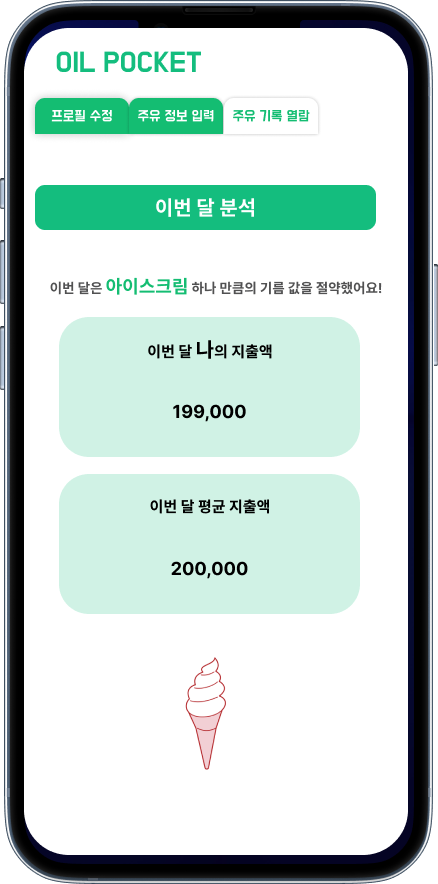 OIL POCKET
프로필 수정 주유 정보 입력 주유 기록 열람
이번 달 분석
이번 달은 아이스크림 하나 만큼의 기름 값을 절약했어요!
이번 달 나의 지출액
199,000
이번 달 평균 지출액
200,000